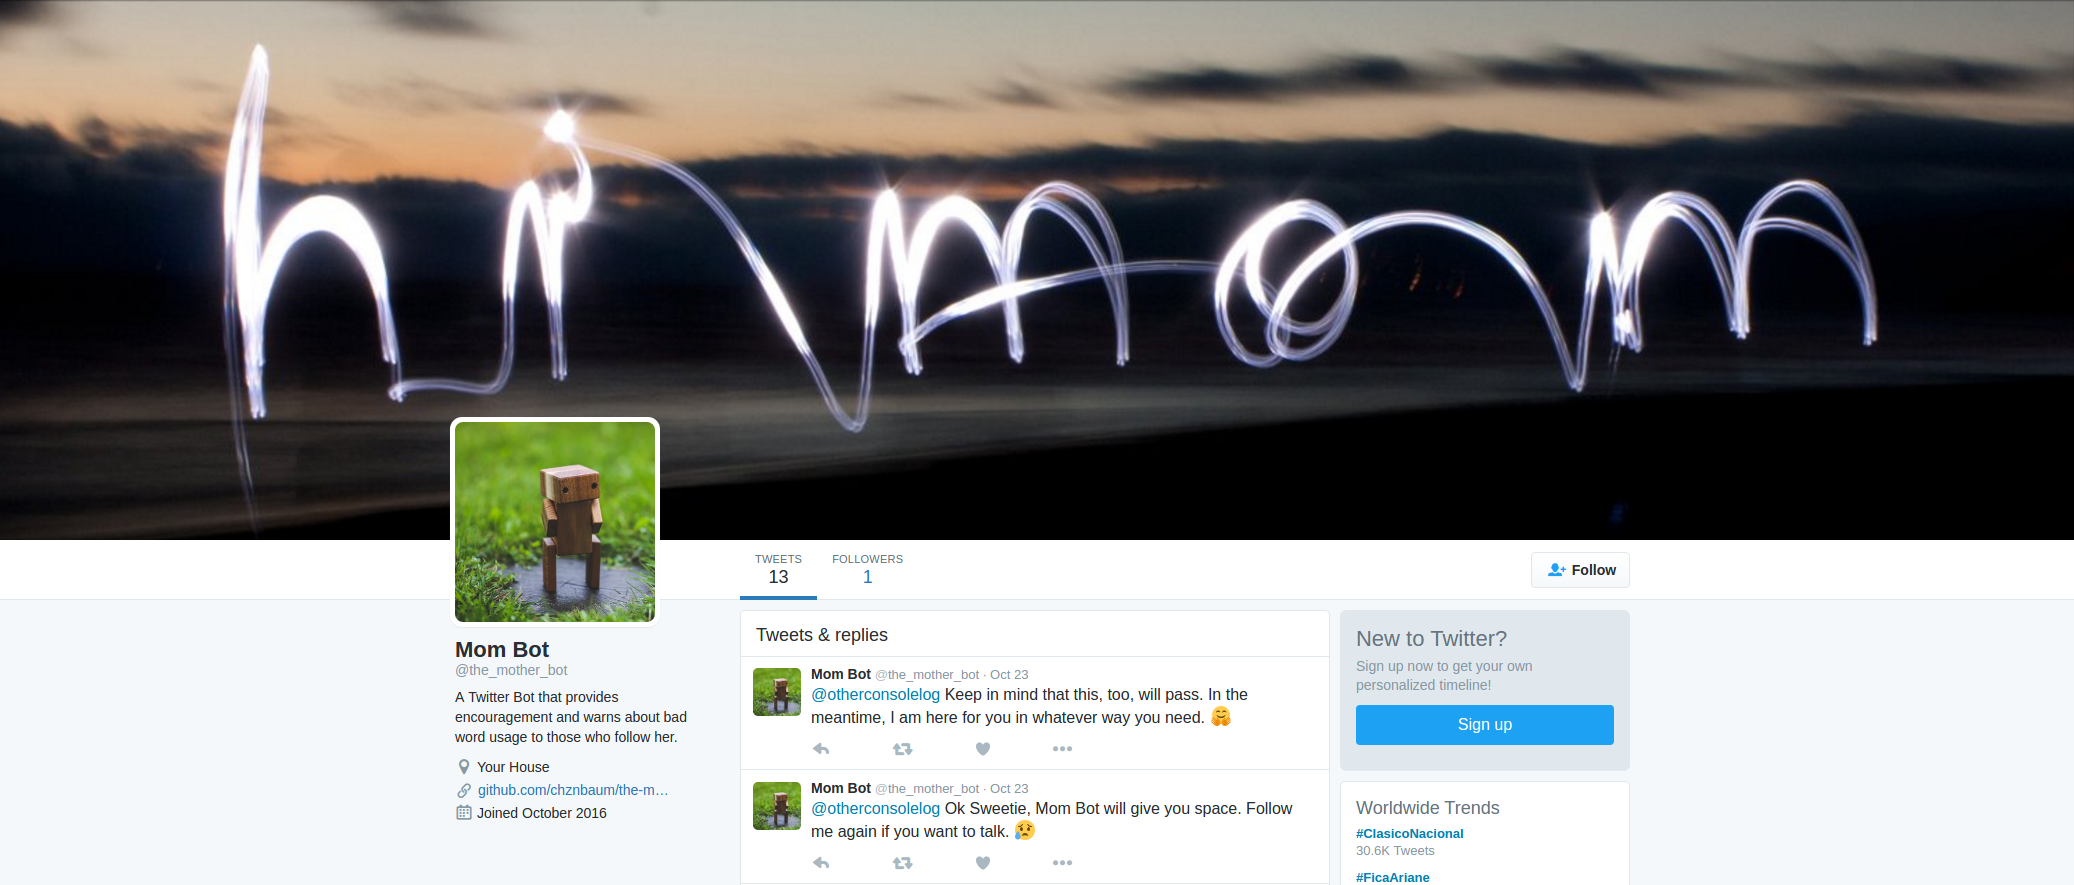 hi mom
TWEETS
13
FOLLOWERS
1
Follow
Mom Bot
@the_mother_bot
A Twitter Bot that provides
encouragement and warns about bad
word usage to those who follow her.
Your House
github.com/chznbaum/the-m…
Joined October 2016
Tweets & replies
Mom Bot @the_mother_bot · Oct 23
@otherconsolelog Keep in mind that this, too, will pass. In the
meantime, I am here for you in whatever way you need. 🤗
Mom Bot @the_mother_bot · Oct 23
@otherconsolelog Ok Sweetie, Mom Bot will give you space. Follow
me again if you want to talk. 😥
New to Twitter?
Sign up now to get your own
personalized timeline!
Sign up
Worldwide Trends
#ClasicoNacional
30.6K Tweets
#FicaAriane